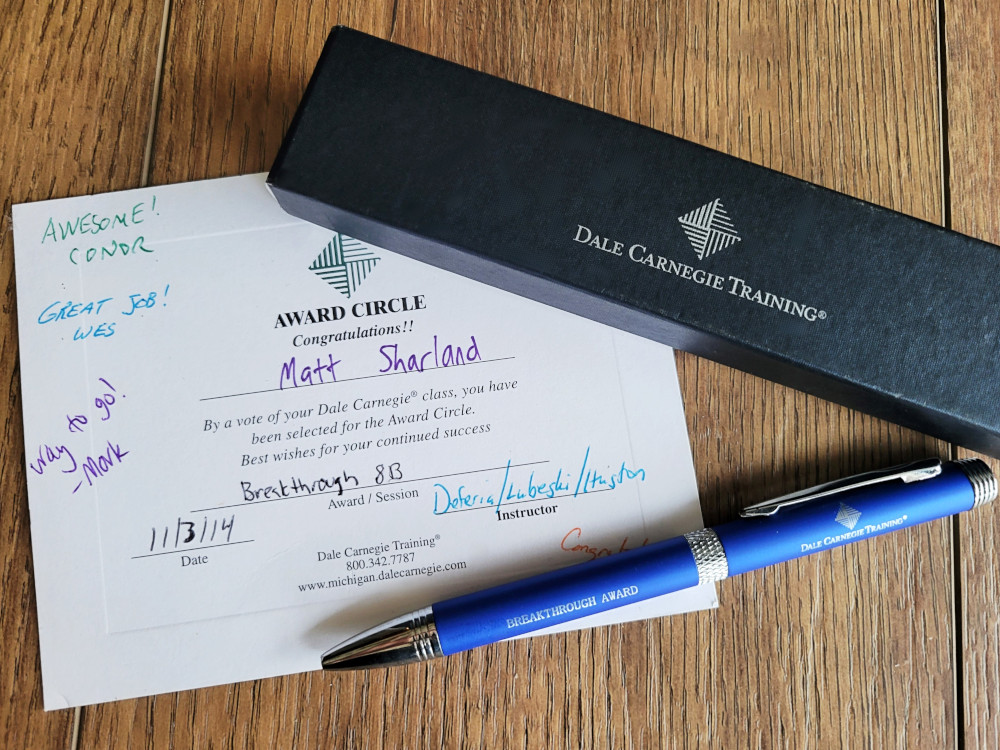 AWESOME!
CONOR
GREAT JOB!
WES
way to go!
-Mark
AWARD CIRCLE
Congratulations!!
Matt Sharland
By a vote of your Dale Carnegie® class, you have
been selected for the Award Circle.
Best wishes for your continued success
Breakthrough 8B
Award / Session
Deferia/Lubeski/Huston
Instructor
11/3/14
Date
Dale Carnegie Training®
800.342.7787
www.michigan.dalecarnegie.com
DALE CARNEGIE TRAINING®
BREAKTHROUGH AWARD
DALE CARNEGIE TRAINING®